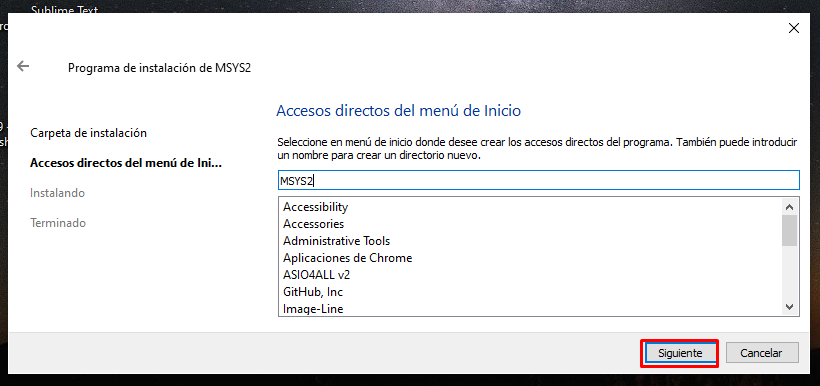 Sublime Text
Programa de instalación de MSYS2
Carpeta de instalación
Accesos directos del menú de Ini...
Instalando
Terminado
Accesos directos del menú de Inicio
Seleccione en menú de inicio donde desee crear los accesos directos del programa. También puede introducir
un nombre para crear un directorio nuevo.
MSYS2
Accessibility
Accessories
Administrative Tools
Aplicaciones de Chrome
ASIO4ALL v2
GitHub, Inc
Image-Line
Siguiente
Cancelar